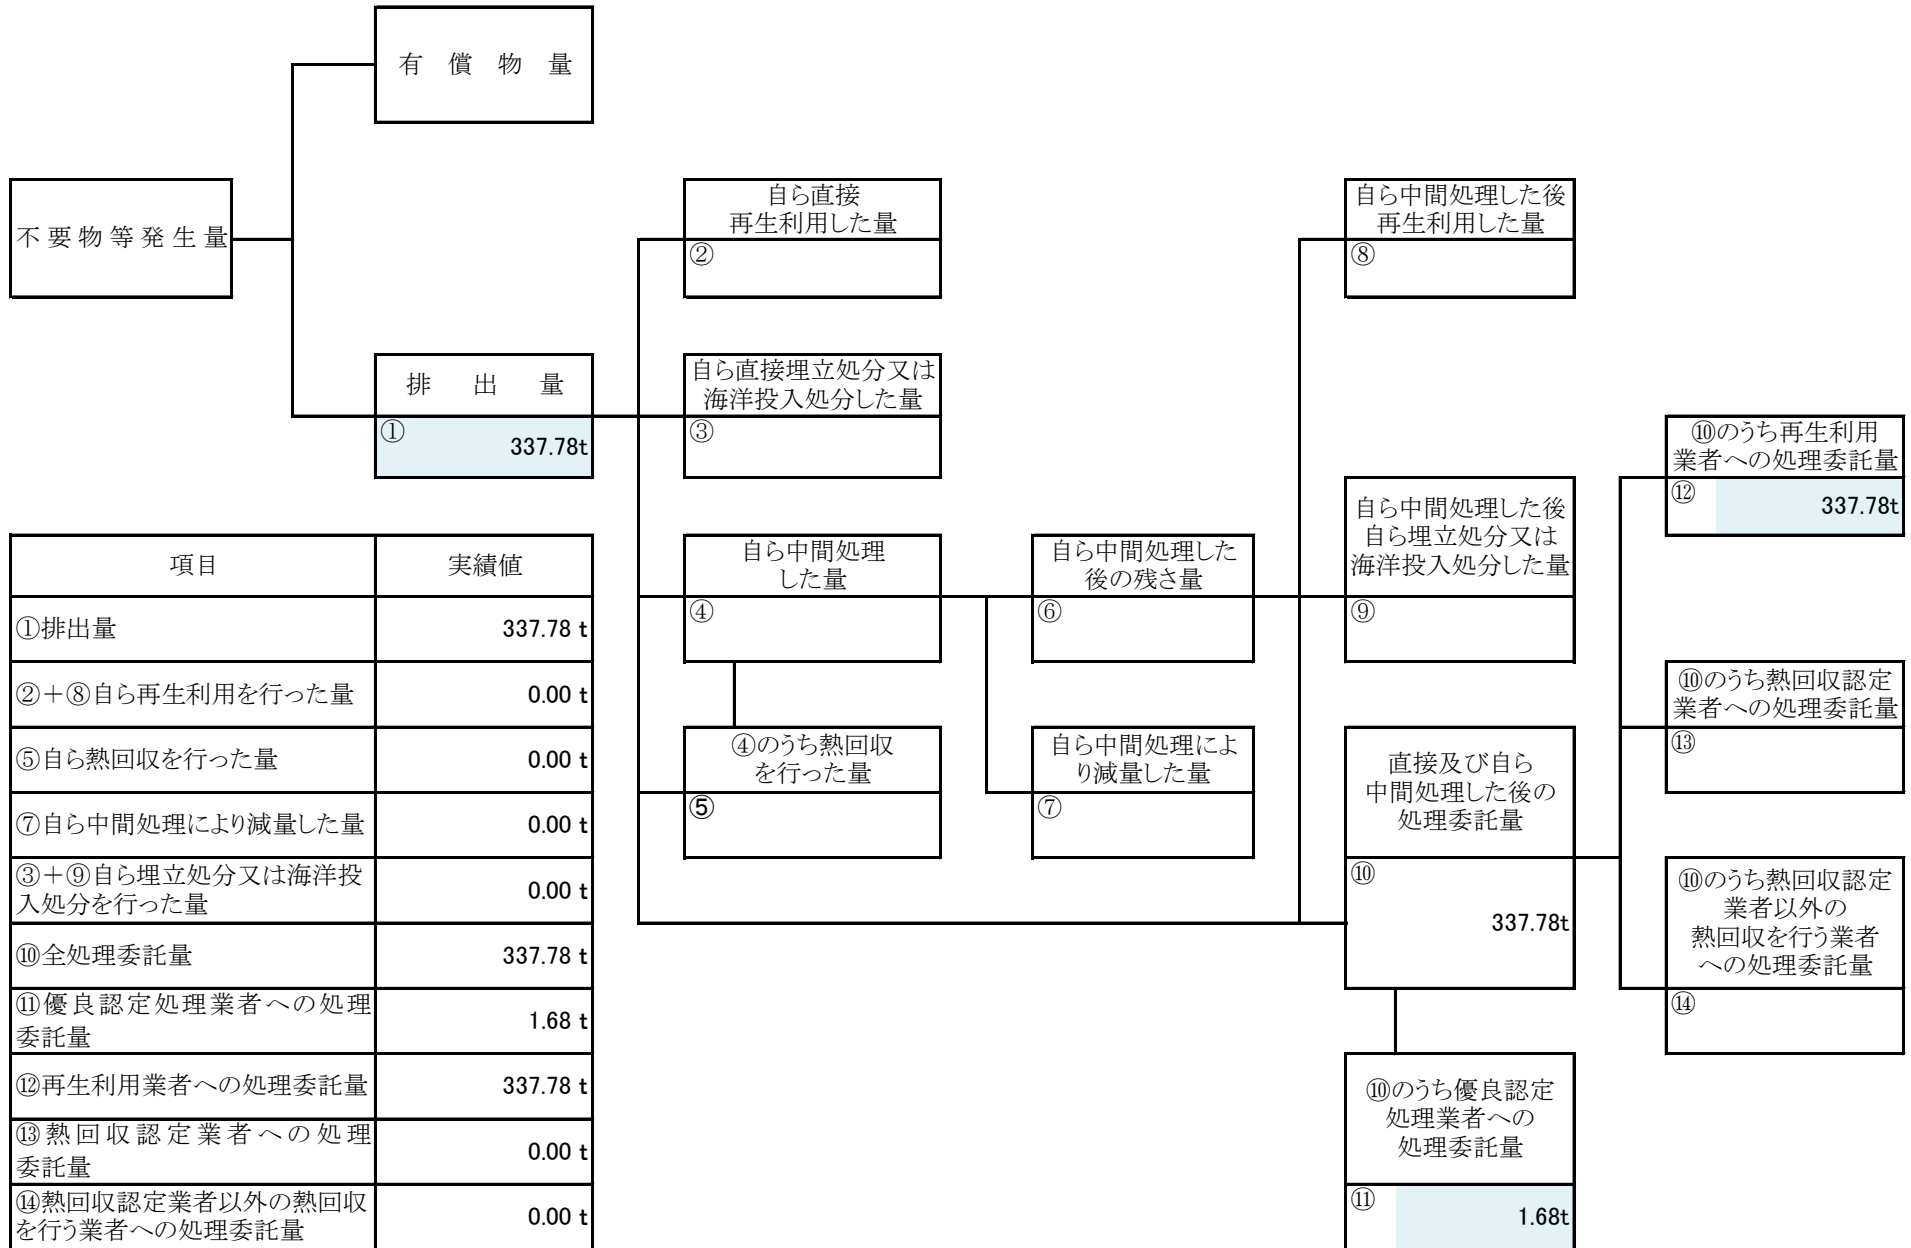 有償物量
不要物等発生量
排出量
①
337.78t
自ら直接
再生利用した量
②
自ら直接埋立処分又は
海洋投入処分した量
③
自ら中間処理
した量
④
④のうち熱回収
を行った量
⑤
自ら中間処理した
後の残さ量
⑥
自ら中間処理によ
り減量した量
⑦
自ら中間処理した後
再生利用した量
⑧
自ら中間処理した後
自ら埋立処分又は
海洋投入処分した量
⑨
直接及び自ら
中間処理した後の
処理委託量
⑩
337.78t
⑩のうち優良認定
処理業者への
処理委託量
⑪
1.68t
⑩のうち再生利用
業者への処理委託量
⑫
337.78t
⑩のうち熱回収認定
業者への処理委託量
⑬
⑩のうち熱回収認定
業者以外の
熱回収を行う業者
への処理委託量
⑭
項目 実績値
①排出量 337.78 t
②＋⑧自ら再生利用を行った量 0.00 t
⑤自ら熱回収を行った量 0.00 t
⑦自ら中間処理により減量した量 0.00 t
③＋⑨自ら埋立処分又は海洋投
入処分を行った量 0.00 t
⑩全処理委託量 337.78 t
⑪優良認定処理業者への処理
委託量 1.68 t
⑫再生利用業者への処理委託量 337.78 t
⑬熱回収認定業者への処理
委託量 0.00 t
⑭熱回収認定業者以外の熱回収
を行う業者への処理委託量 0.00 t